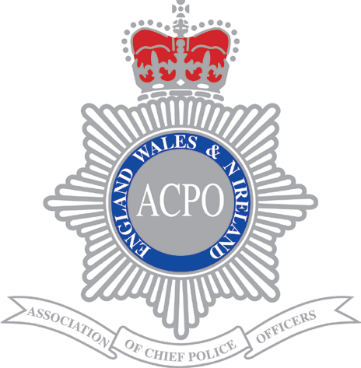 ENGLAND WALES & N IRELAND
ACPO
ASSOCIATION OF CHIEF POLICE OFFICERS